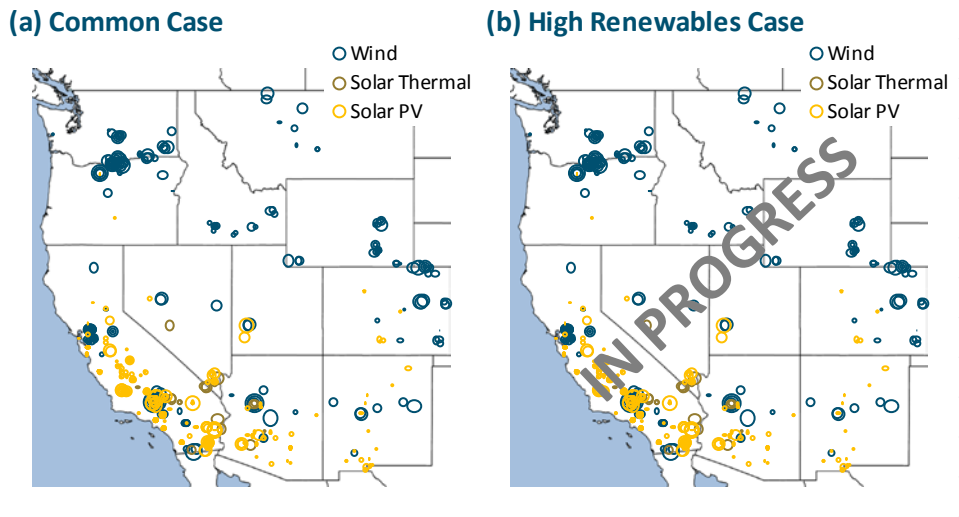 (a) Common Case
Wind
Solar Thermal
Solar PV
(b) High Renewables Case
Wind
Solar Thermal
Solar PV
IN PROGRESS